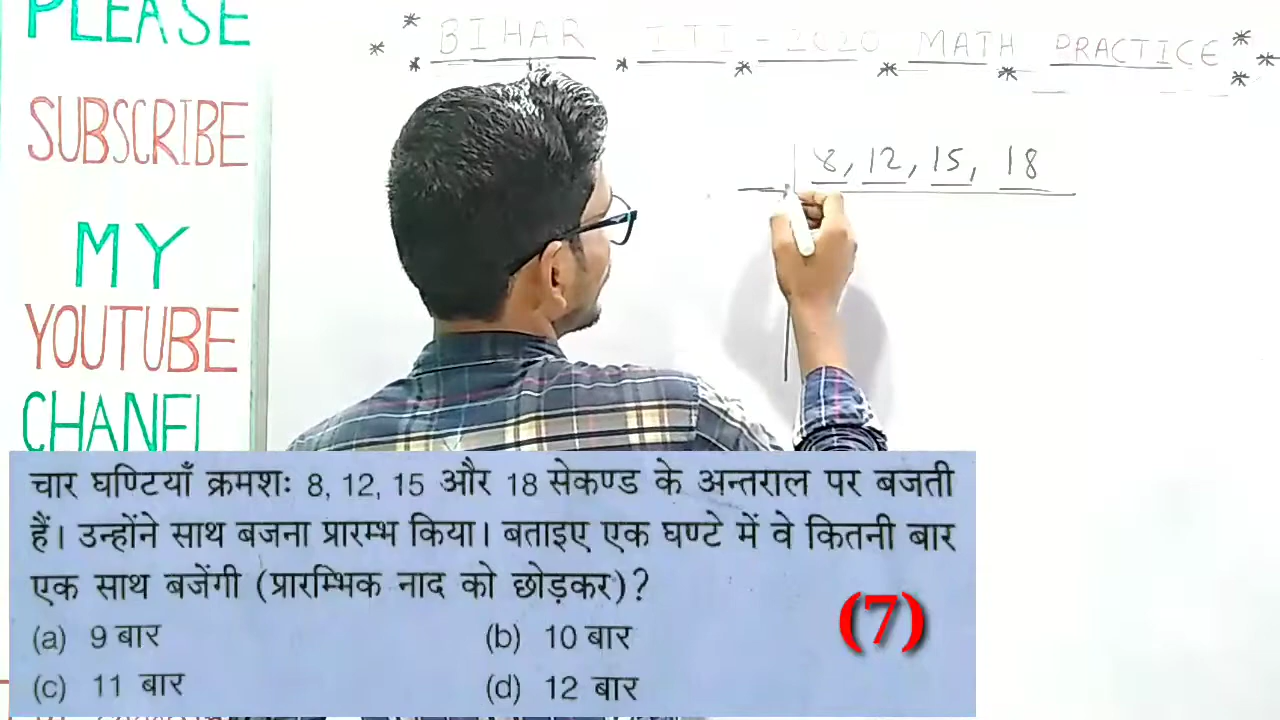 PLEASE
SUBSCRIBE
MY
YOUTUBE
CHANEL
BIHAR ITI - 2020 MATH PRACTICE
8, 12, 15, 18
चार घण्टियाँ क्रमशः 8, 12, 15 और 18 सेकण्ड के अन्तराल पर बजती
हैं। उन्होंने साथ बजना प्रारम्भ किया। बताइए एक घण्टे में वे कितनी बार
एक साथ बजेंगी (प्रारम्भिक नाद को छोड़कर)?
(7)
(a) 9 बार
(b) 10 बार
(c) 11 बार
(d) 12 बार